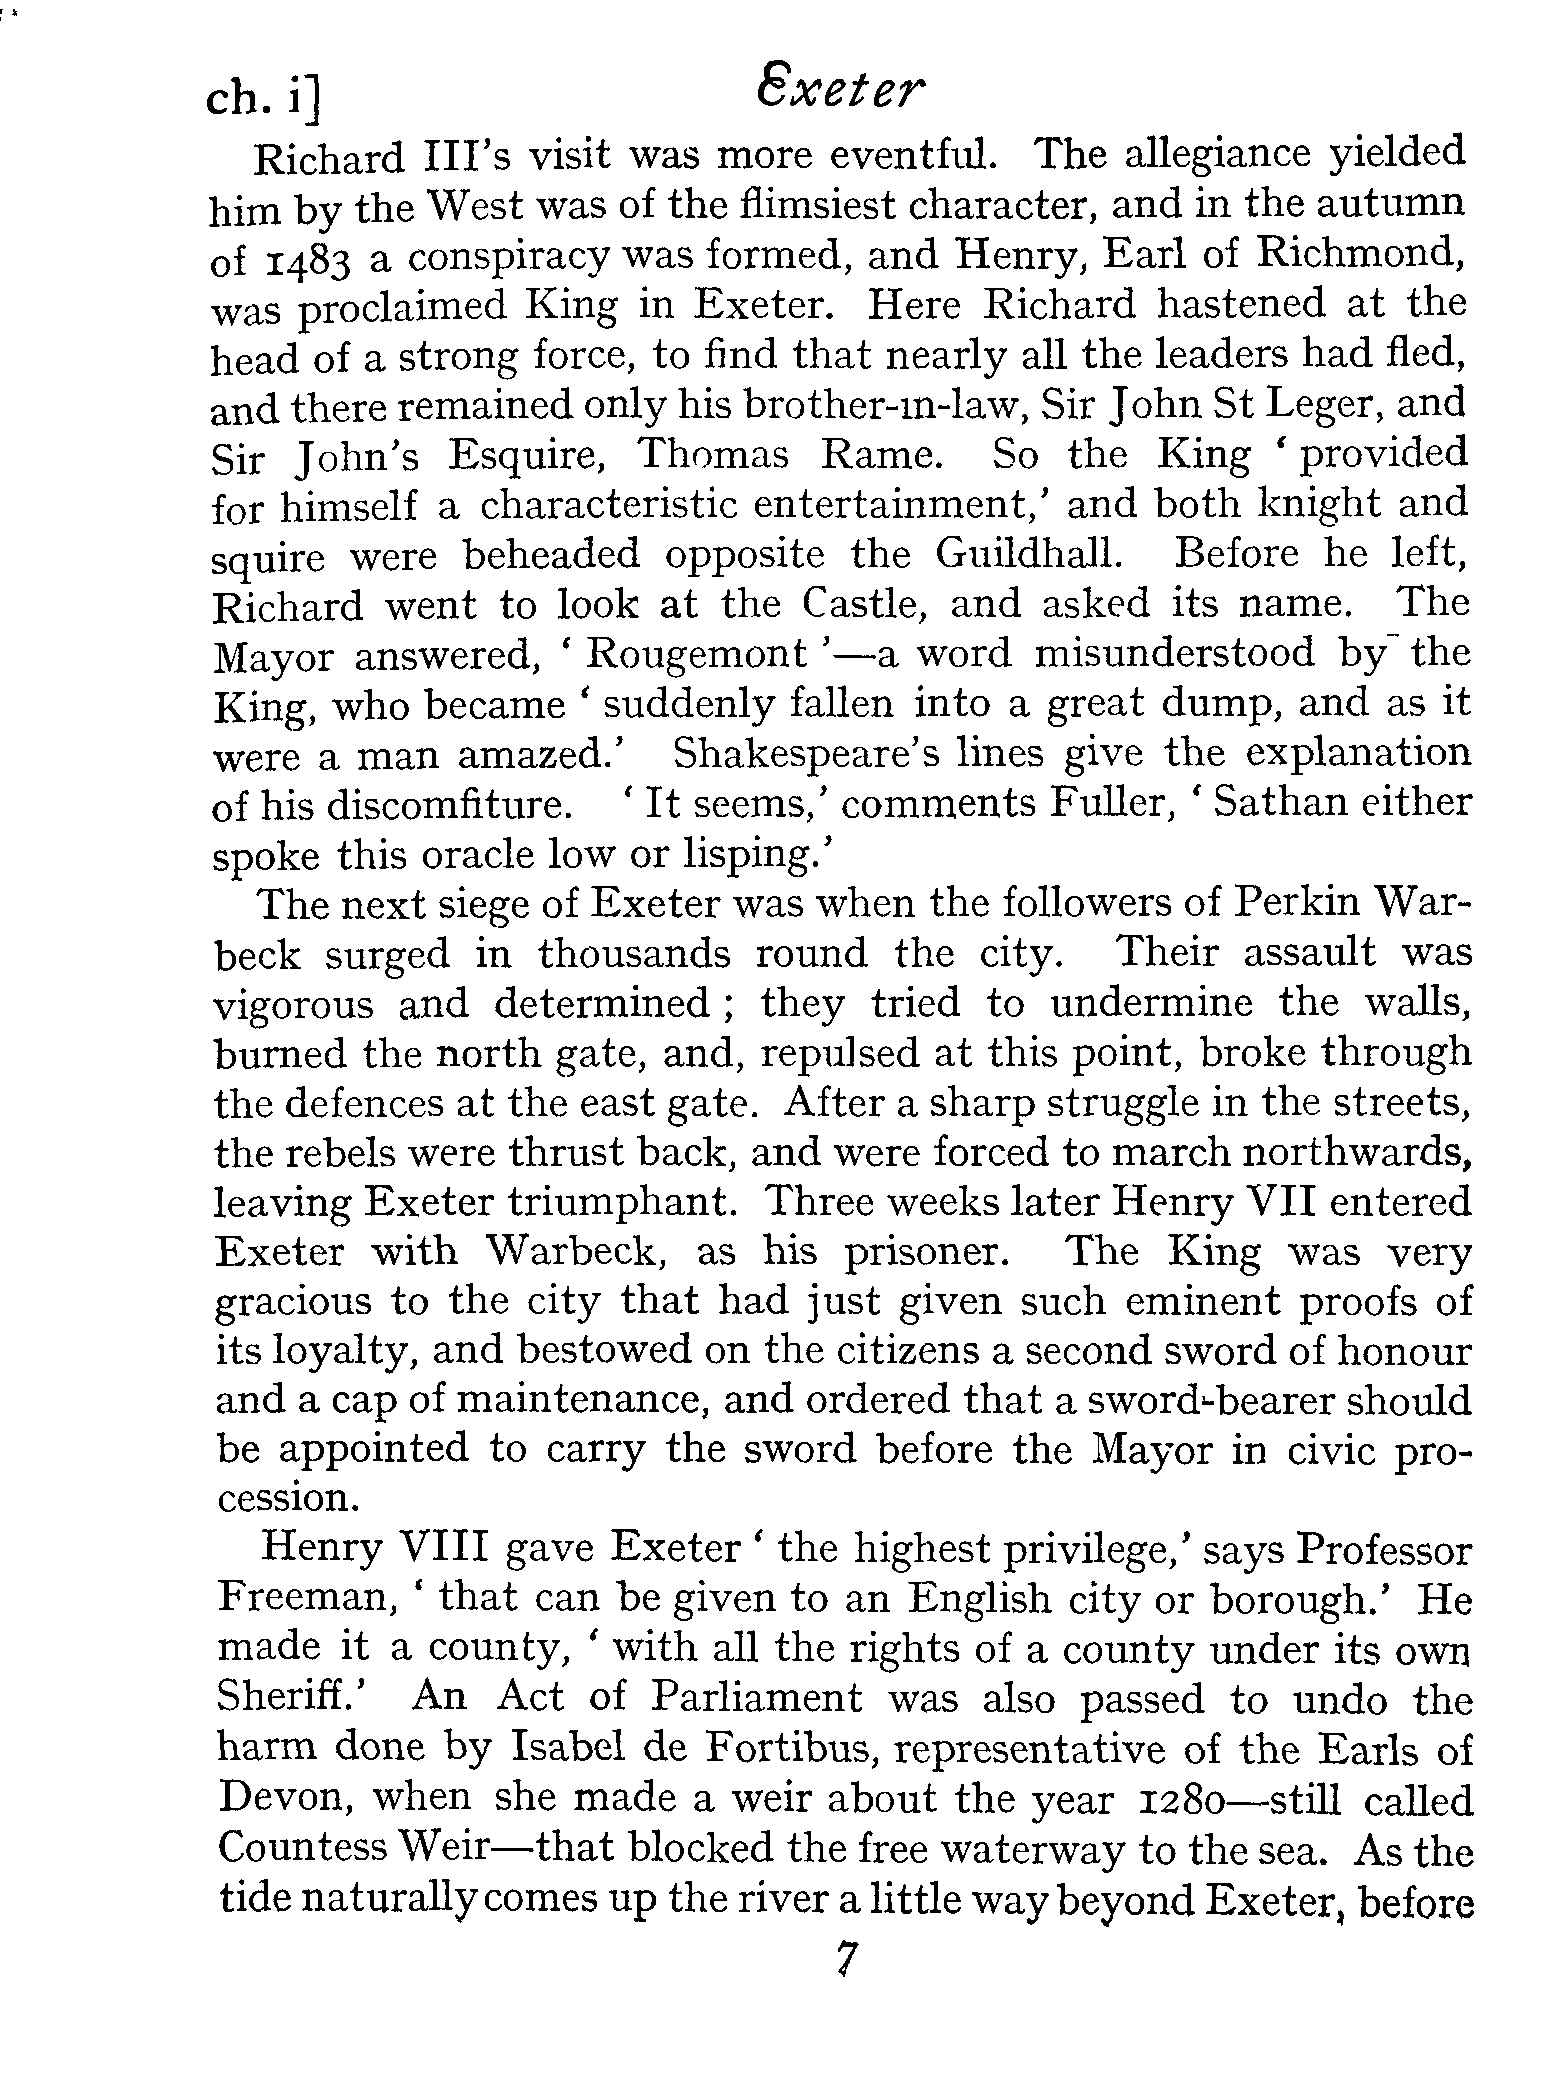 ch. i] Exeter
Richard III's visit was more eventful. The allegiance yielded
him by the West was of the flimsiest character, and in the autumn
of 1483 a conspiracy was formed, and Henry, Earl of Richmond,
was proclaimed King in Exeter. Here Richard hastened at the
head of a strong force, to find that nearly all the leaders had fled,
and there remained only his brother-in-law, Sir John St Leger, and
Sir John's Esquire, Thomas Rame. So the King ‘ provided
for himself a characteristic entertainment,’ and both knight and
squire were beheaded opposite the Guildhall. Before he left,
Richard went to look at the Castle, and asked its name. The
Mayor answered, ‘ Rougemont ’—a word misunderstood by the
King, who became ‘ suddenly fallen into a great dump, and as it
were a man amazed.’ Shakespeare's lines give the explanation
of his discomfiture. ‘ It seems,’ comments Fuller, ‘ Sathan either
spoke this oracle low or lisping.’
The next siege of Exeter was when the followers of Perkin War-
beck surged in thousands round the city. Their assault was
vigorous and determined ; they tried to undermine the walls,
burned the north gate, and, repulsed at this point, broke through
the defences at the east gate. After a sharp struggle in the streets,
the rebels were thrust back, and were forced to march northwards,
leaving Exeter triumphant. Three weeks later Henry VII entered
Exeter with Warbeck, as his prisoner. The King was very
gracious to the city that had just given such eminent proofs of
its loyalty, and bestowed on the citizens a second sword of honour
and a cap of maintenance, and ordered that a sword-bearer should
be appointed to carry the sword before the Mayor in civic pro-
cession.
Henry VIII gave Exeter ‘ the highest privilege,’ says Professor
Freeman, ‘ that can be given to an English city or borough.’ He
made it a county, ‘ with all the rights of a county under its own
Sheriff.’ An Act of Parliament was also passed to undo the
harm done by Isabel de Fortibus, representative of the Earls of
Devon, when she made a weir about the year 1280—still called
Countess Weir—that blocked the free waterway to the sea. As the
tide naturally comes up the river a little way beyond Exeter, before
7